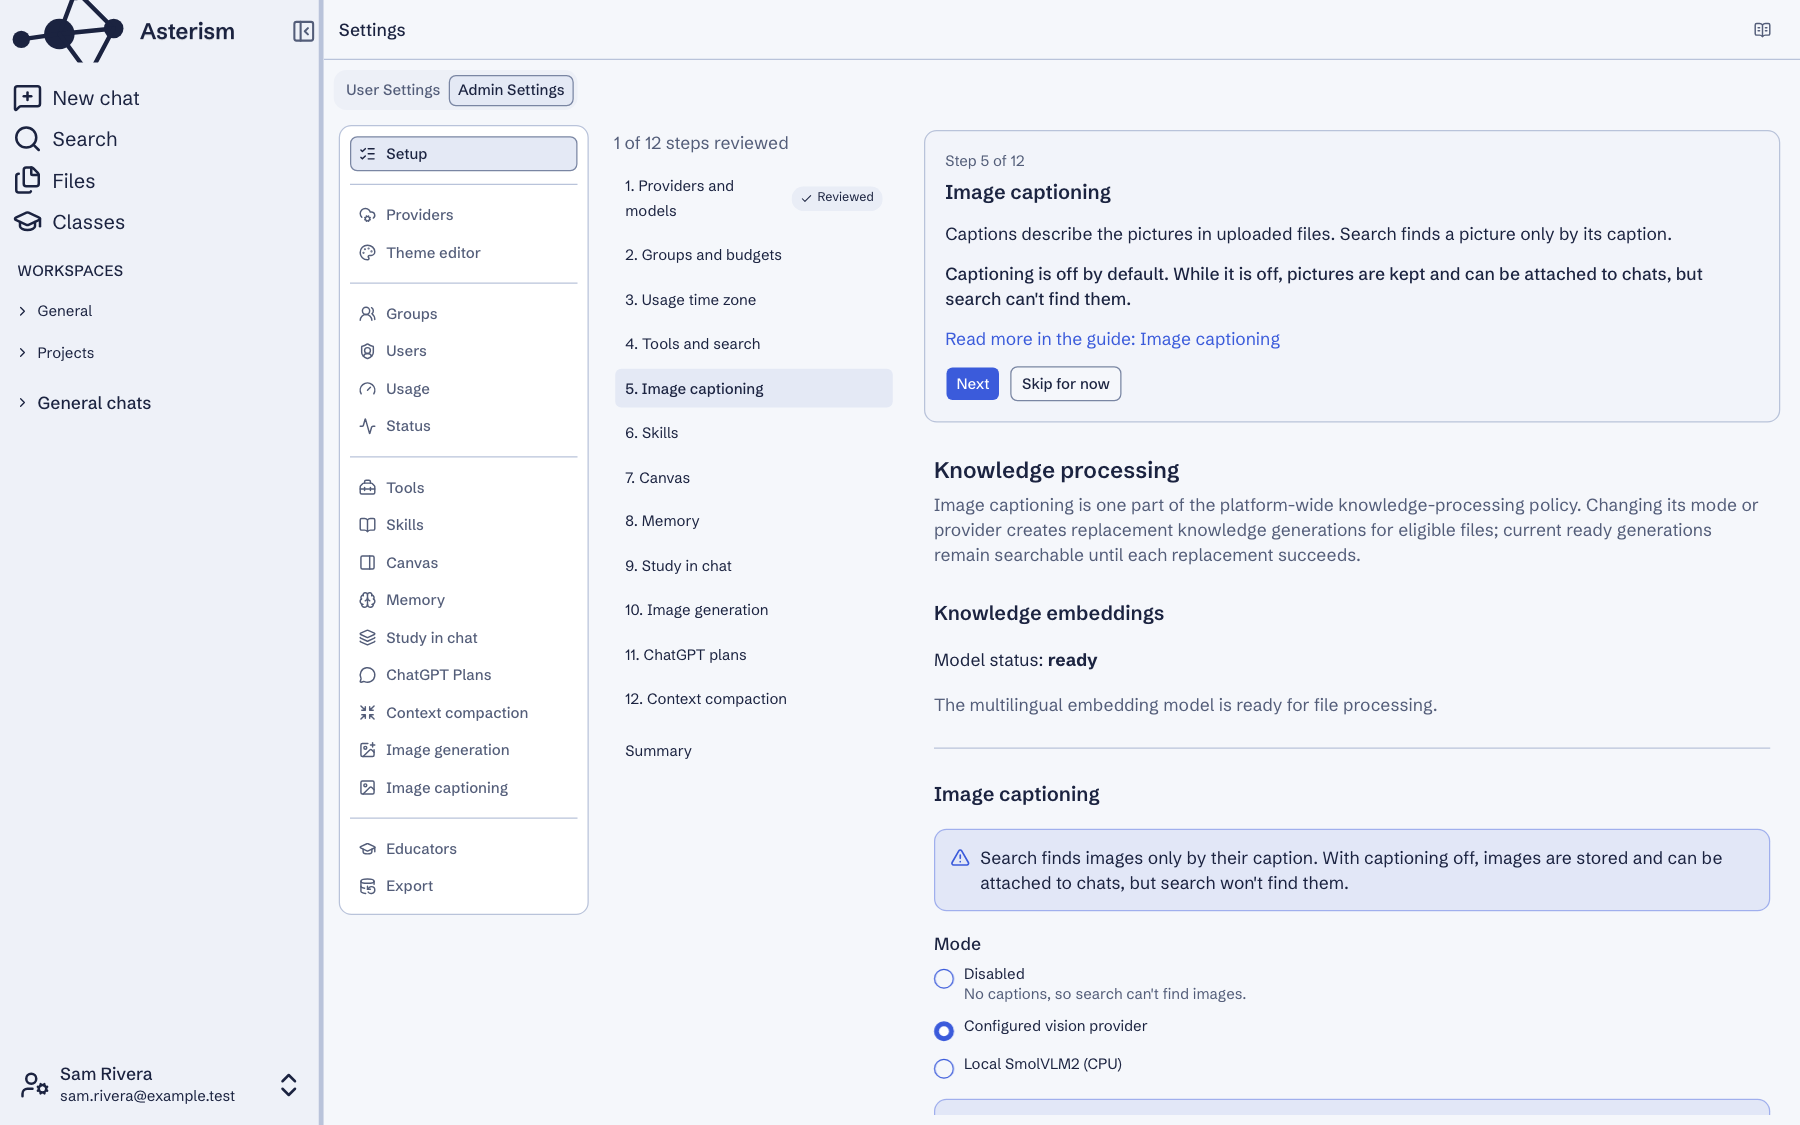 Asterism
New chat
Search
Files
Classes
WORKSPACES
General
Projects
General chats
Sam Rivera
sam.rivera@example.test
Settings
User Settings
Admin Settings
Setup
Providers
Theme editor
Groups
Users
Usage
Status
Tools
Skills
Canvas
Memory
Study in chat
ChatGPT Plans
Context compaction
Image generation
Image captioning
Educators
Export
1 of 12 steps reviewed
1. Providers and
models
Reviewed
2. Groups and budgets
3. Usage time zone
4. Tools and search
5. Image captioning
6. Skills
7. Canvas
8. Memory
9. Study in chat
10. Image generation
11. ChatGPT plans
12. Context compaction
Summary
Step 5 of 12
Image captioning
Captions describe the pictures in uploaded files. Search finds a picture only by its caption.
Captioning is off by default. While it is off, pictures are kept and can be attached to chats, but
search can't find them.
Read more in the guide: Image captioning
Next
Skip for now
Knowledge processing
Image captioning is one part of the platform-wide knowledge-processing policy. Changing its mode or
provider creates replacement knowledge generations for eligible files; current ready generations
remain searchable until each replacement succeeds.
Knowledge embeddings
Model status: ready
The multilingual embedding model is ready for file processing.
Image captioning
Search finds images only by their caption. With captioning off, images are stored and can be
attached to chats, but search won't find them.
Mode
Disabled
No captions, so search can't find images.
Configured vision provider
Local SmolVLM2 (CPU)